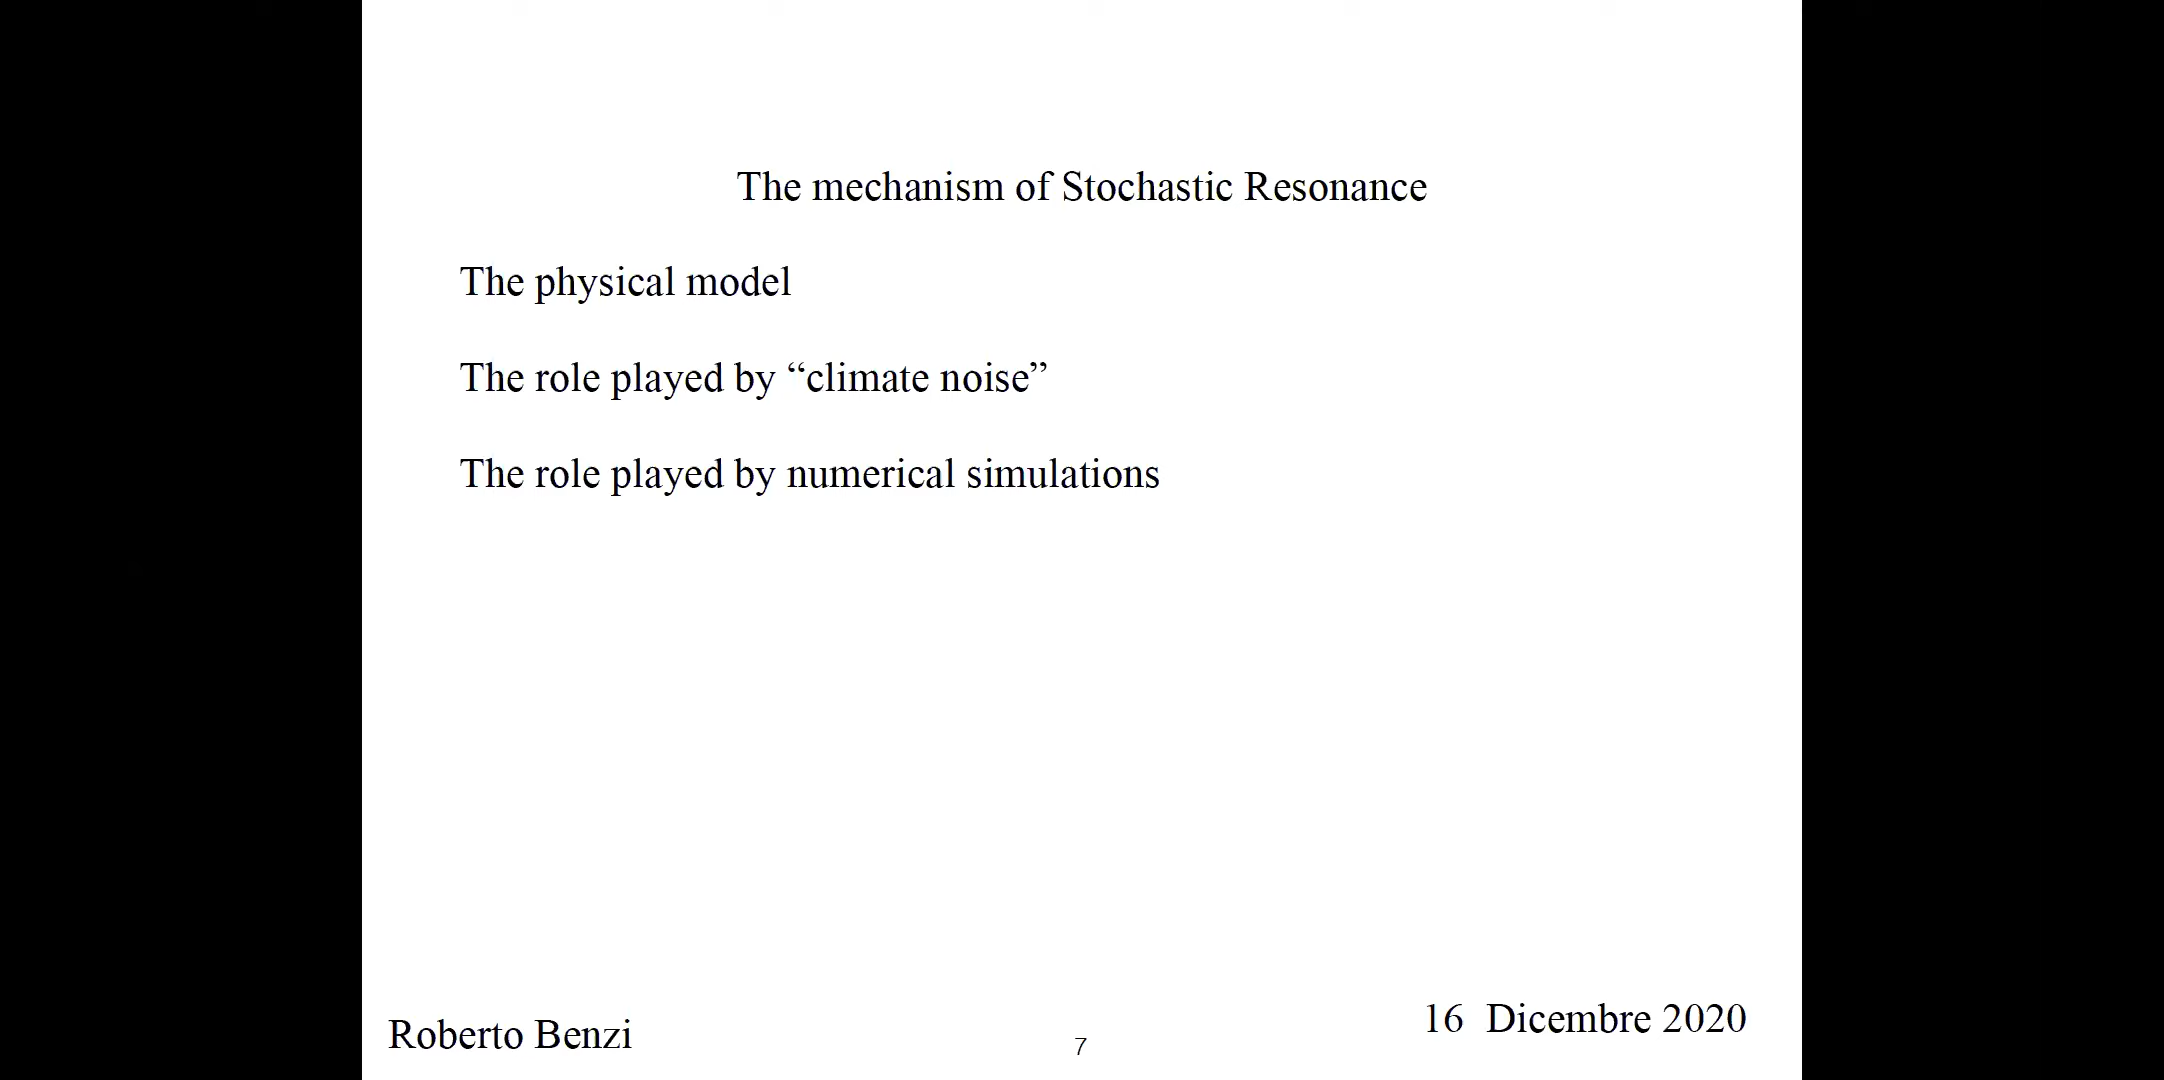 The mechanism of Stochastic Resonance
The physical model
The role played by “climate noise”
The role played by numerical simulations
Roberto Benzi
7
16 Dicembre 2020